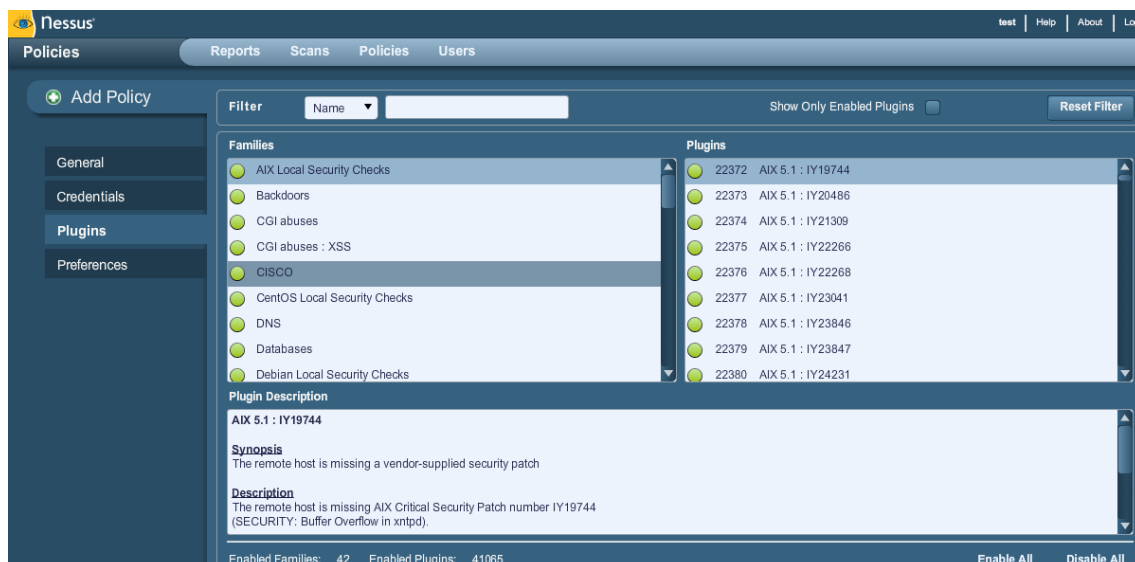 Nessus
test | Help | About | Lo
Policies
Reports Scans Policies Users
Add Policy
General
Credentials
Plugins
Preferences
Filter Name Show Only Enabled Plugins Reset Filter
Families
AIX Local Security Checks
Backdoors
CGI abuses
CGI abuses : XSS
CISCO
CentOS Local Security Checks
DNS
Databases
Debian Local Security Checks
Plugins
22372 AIX 5.1 : IY19744
22373 AIX 5.1 : IY20486
22374 AIX 5.1 : IY21309
22375 AIX 5.1 : IY22266
22376 AIX 5.1 : IY22268
22377 AIX 5.1 : IY23041
22378 AIX 5.1 : IY23846
22379 AIX 5.1 : IY23847
22380 AIX 5.1 : IY24231
Plugin Description
AIX 5.1 : IY19744
Synopsis
The remote host is missing a vendor-supplied security patch
Description
The remote host is missing AIX Critical Security Patch number IY19744
(SECURITY: Buffer Overflow in xntpd).
Enabled Families: 42 Enabled Plugins: 41065 Enable All Disable All